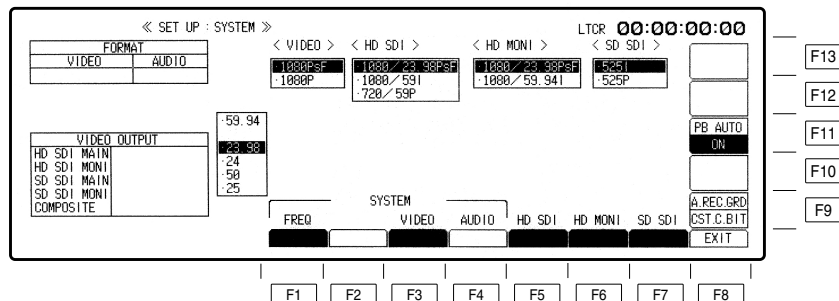 ≪ SET UP : SYSTEM ≫
LTCR 00:00:00:00
FORMAT
VIDEO AUDIO
< VIDEO > < HD SDI > < HD MONI > < SD SDI >
·1080PsF
·1080P
·1080/23.98PsF
·1080/59I
·720/59P
·1080/23.98PsF
·1080/59.94I
·525I
·525P
·59.94
·23.98
·24
·50
·25
VIDEO OUTPUT
HD SDI MAIN
HD SDI MONI
SD SDI MAIN
SD SDI MONI
COMPOSITE
PB AUTO
ON
A.REC.GRD
CST.C.BIT
EXIT
SYSTEM
FREQ VIDEO AUDIO HD SDI HD MONI SD SDI
F13
F12
F11
F10
F9
F1 F2 F3 F4 F5 F6 F7 F8